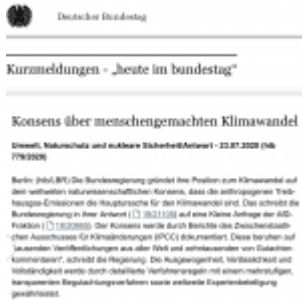 Deutscher Bundestag
Kurzmeldungen - „heute im bundestag“
Konsens über menschengemachten Klimawandel
Umwelt, Naturschutz und nukleare Sicherheit/Antwort - 23.07.2020 (hib
779/2020)
Berlin: (hib/LBR) Die Bundesregierung gründet ihre Position zum Klimawandel auf
dem weltweiten naturwissenschaftlichen Konsens, dass die anthropogenen Treib-
hausgas-Emissionen die Hauptursache für den Klimawandel sind. Das schreibt die
Bundesregierung in ihrer Antwort ( auf eine Kleine Anfrage der AfD-
Fraktion ( Der Konsens werde durch Berichte des Zwischenstaatli-
chen Ausschusses für Klimaänderungen (IPCC) dokumentiert. Diese beruhen auf
„tausenden Veröffentlichungen aus aller Welt und zehntausenden von Gutachten
kommentaren“, schreibt die Regierung. Die Ausgewogenheit, Verlässlichkeit und
Vollständigkeit werde durch detaillierte Verfahrensregeln mit einem mehrstufigen,
transparenten Begutachtungsverfahren sowie weltweite Expertenbeteiligung
gewährleistet.